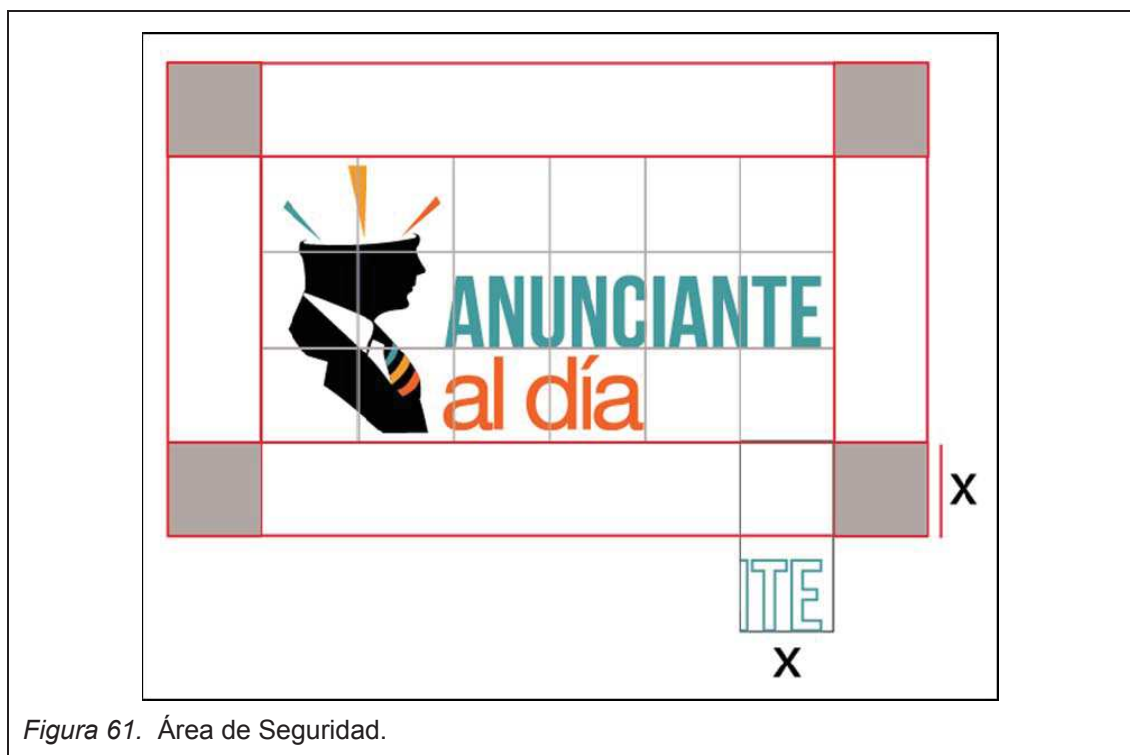 ANUNCIANTE
al día
X
ITE
X
Figura 61. Área de Seguridad.